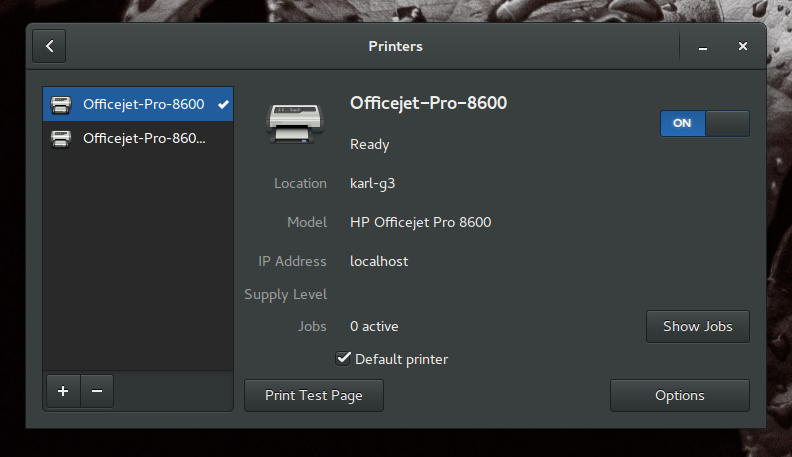 Printers
Officejet-Pro-8600
Officejet-Pro-860...
Officejet-Pro-8600
ON
Ready
Location karl-g3
Model HP Officejet Pro 8600
IP Address localhost
Supply Level
Jobs 0 active
Show Jobs
Default printer
+ −
Print Test Page
Options